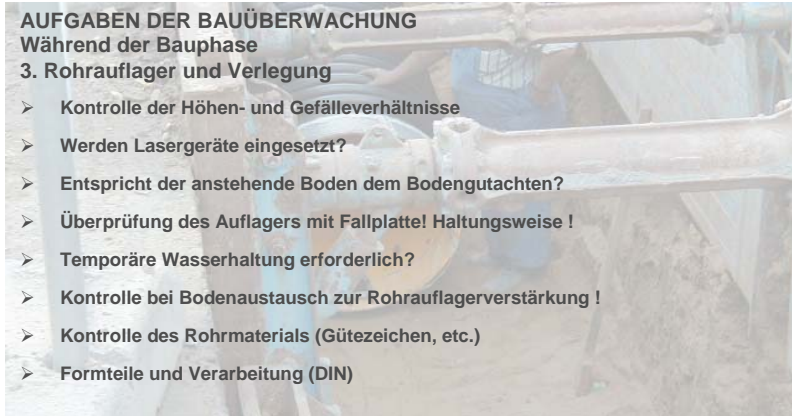 AUFGABEN DER BAUÜBERWACHUNG
Während der Bauphase
3. Rohrauflager und Verlegung
➢ Kontrolle der Höhen- und Gefälleverhältnisse
➢ Werden Lasergeräte eingesetzt?
➢ Entspricht der anstehende Boden dem Bodengutachten?
➢ Überprüfung des Auflagers mit Fallplatte! Haltungsweise !
➢ Temporäre Wasserhaltung erforderlich?
➢ Kontrolle bei Bodenaustausch zur Rohrauflagerverstärkung !
➢ Kontrolle des Rohrmaterials (Gütezeichen, etc.)
➢ Formteile und Verarbeitung (DIN)